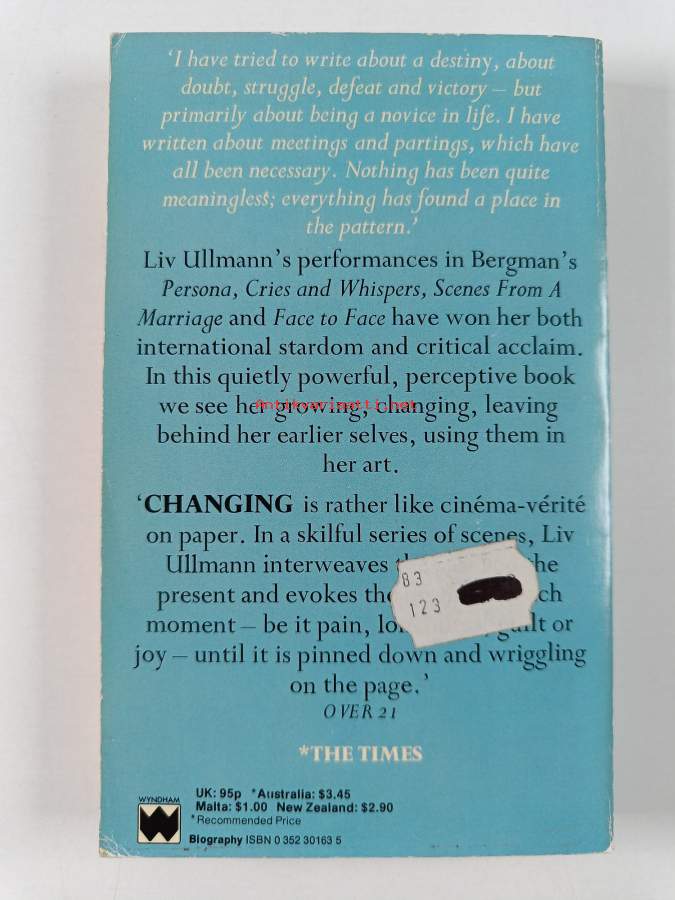 'I have tried to write about a destiny, about
doubt, struggle, defeat and victory – but
primarily about being a novice in life. I have
written about meetings and partings, which have
all been necessary. Nothing has been quite
meaningless; everything has found a place in
the pattern.'
Liv Ullmann's performances in Bergman's
Persona, Cries and Whispers, Scenes From A
Marriage and Face to Face have won her both
international stardom and critical acclaim.
In this quietly powerful, perceptive book
we see her growing, changing, leaving
Antikvariaatti.net
behind her earlier selves, using them in
her art.
'CHANGING is rather like cinéma-vérité
on paper. In a skilful series of scenes, Liv
Ullmann interweaves
present and evokes
moment – be it pain, or
joy – until it is pinned down and wriggling
on the page.'
OVER 21
83
123
*THE TIMES
WYNDHAM
UK: 95p *Australia: $3.45
Malta: $1.00 New Zealand: $2.90
*Recommended Price
Biography ISBN 0 352 30163 5